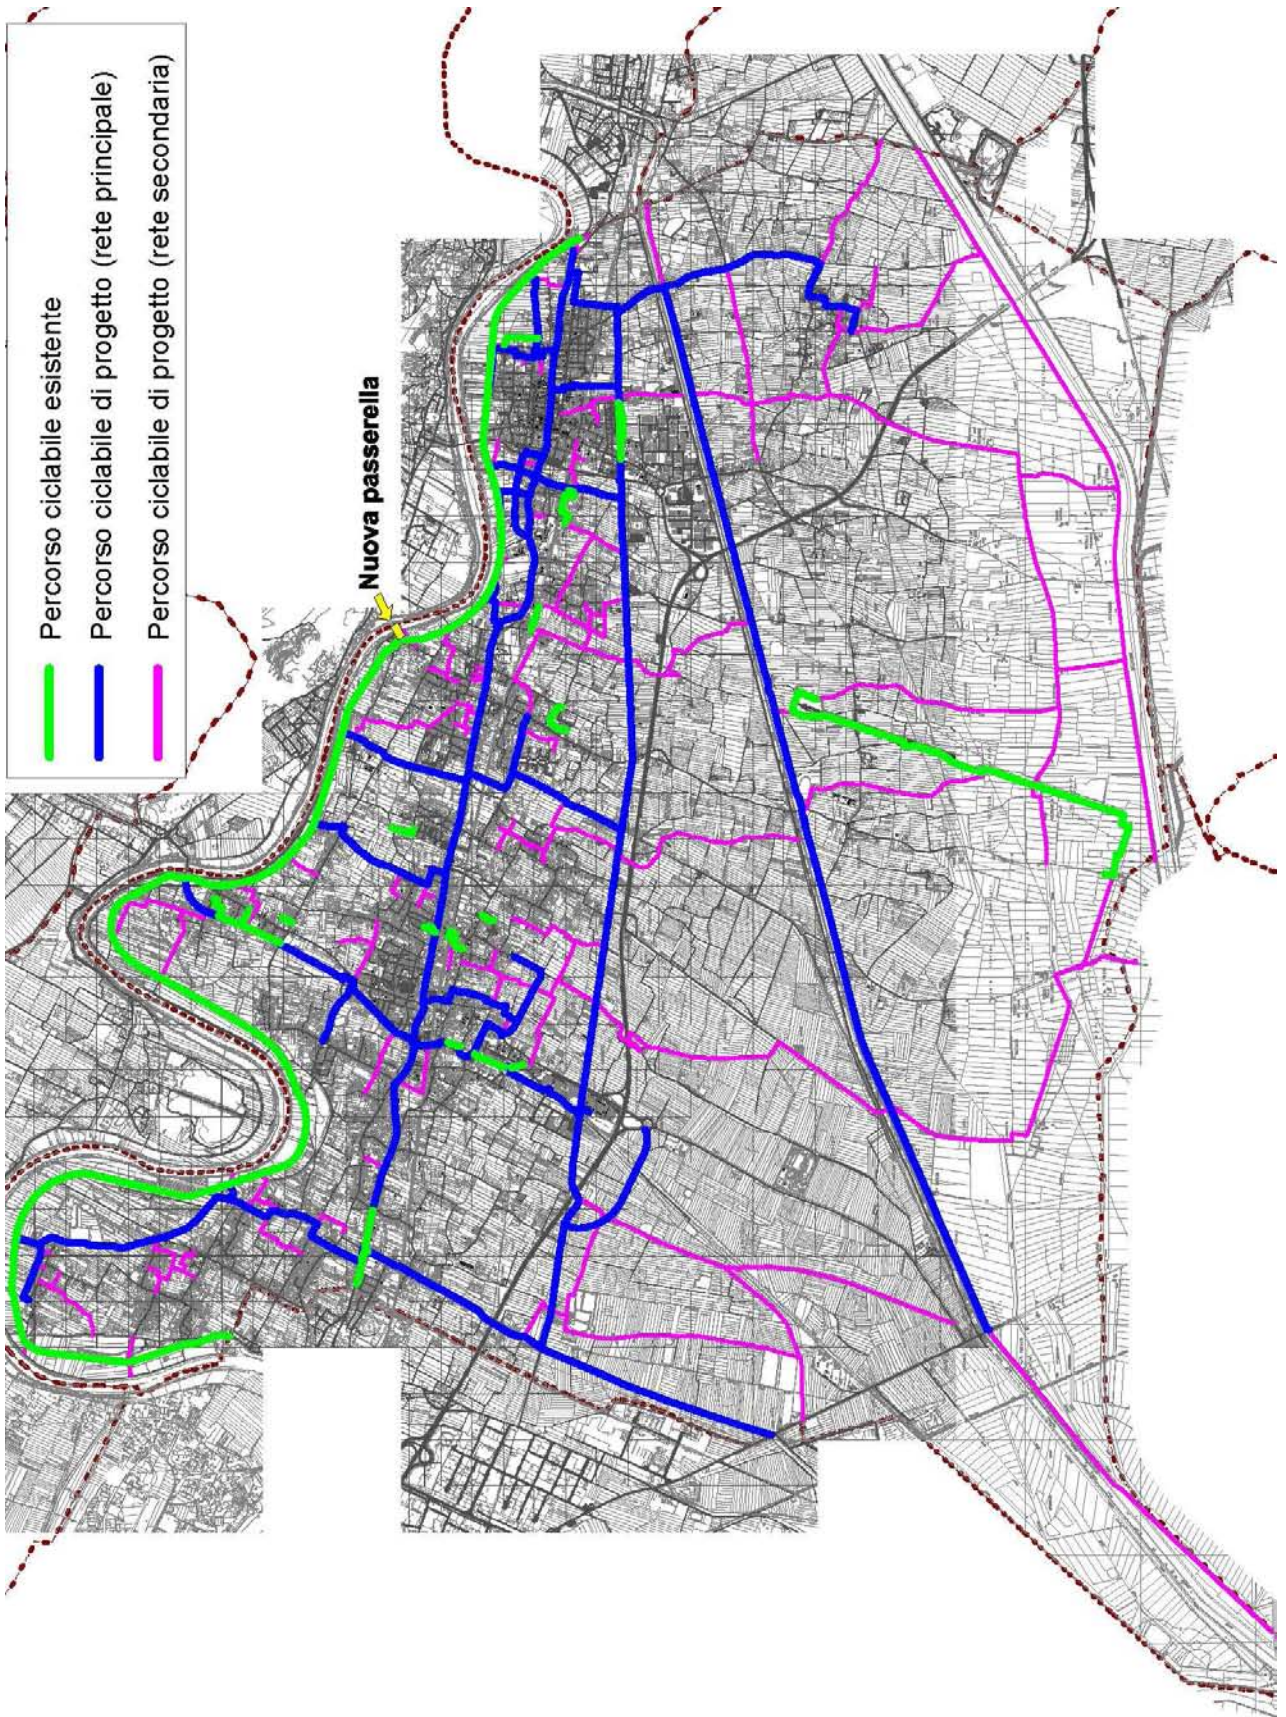 Percorso ciclabile esistente
Percorso ciclabile di progetto (rete principale)
Percorso ciclabile di progetto (rete secondaria)
Nuova passerella